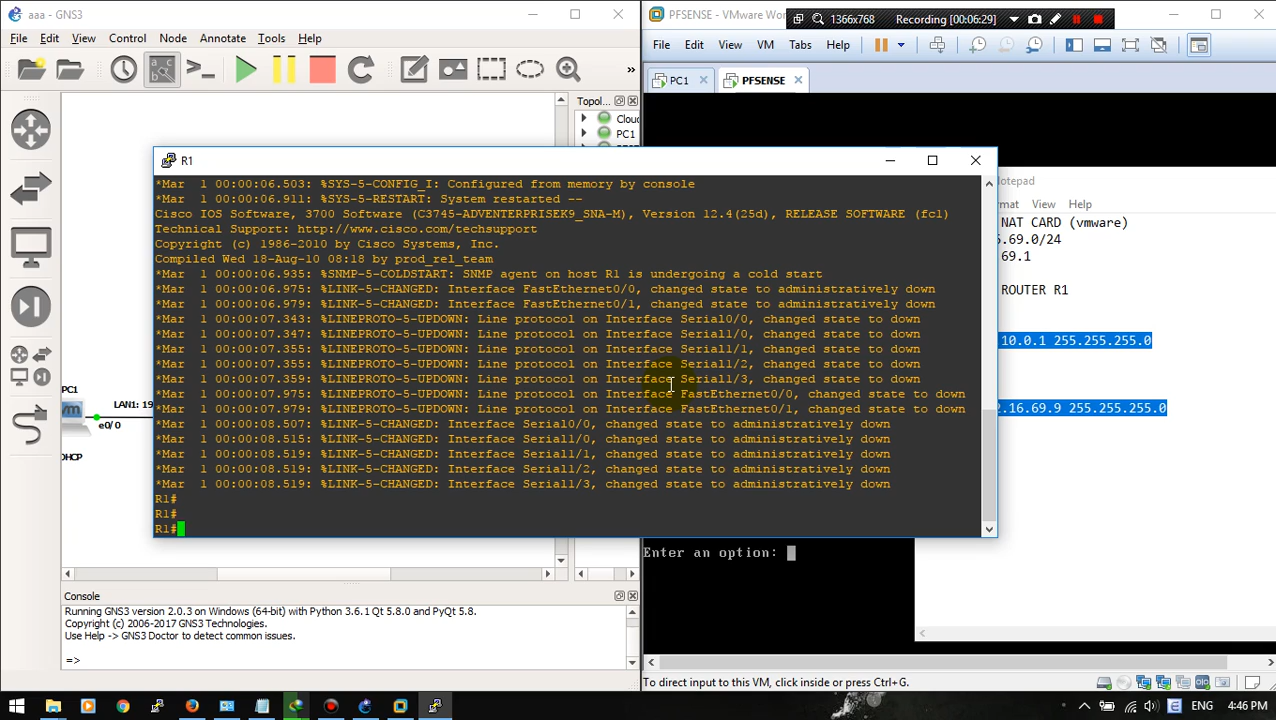 aaa - GNS3
File Edit View Control Node Annotate Tools Help
»
Topol...
Clou
PC1
PC1
LAN1: 19
e0/0
DHCP
Console
Running GNS3 version 2.0.3 on Windows (64-bit) with Python 3.6.1 Qt 5.8.0 and PyQt 5.8.
Copyright (c) 2006-2017 GNS3 Technologies.
Use Help -> GNS3 Doctor to detect common issues.
=>
PFSENSE - VMware Wor
1366x768 Recording [00:06:29]
File Edit View VM Tabs Help
PC1 PFSENSE
R1
*Mar 1 00:00:06.503: %SYS-5-CONFIG_I: Configured from memory by console
*Mar 1 00:00:06.911: %SYS-5-RESTART: System restarted --
Cisco IOS Software, 3700 Software (C3745-ADVENTERPRISEK9_SNA-M), Version 12.4(25d), RELEASE SOFTWARE (fc1)
Technical Support: http://www.cisco.com/techsupport
Copyright (c) 1986-2010 by Cisco Systems, Inc.
Compiled Wed 18-Aug-10 08:18 by prod_rel_team
*Mar 1 00:00:06.935: %SNMP-5-COLDSTART: SNMP agent on host R1 is undergoing a cold start
*Mar 1 00:00:06.975: %LINK-5-CHANGED: Interface FastEthernet0/0, changed state to administratively down
*Mar 1 00:00:06.979: %LINK-5-CHANGED: Interface FastEthernet0/1, changed state to administratively down
*Mar 1 00:00:07.343: %LINEPROTO-5-UPDOWN: Line protocol on Interface Serial0/0, changed state to down
*Mar 1 00:00:07.347: %LINEPROTO-5-UPDOWN: Line protocol on Interface Serial1/0, changed state to down
*Mar 1 00:00:07.355: %LINEPROTO-5-UPDOWN: Line protocol on Interface Serial1/1, changed state to down
*Mar 1 00:00:07.355: %LINEPROTO-5-UPDOWN: Line protocol on Interface Serial1/2, changed state to down
*Mar 1 00:00:07.359: %LINEPROTO-5-UPDOWN: Line protocol on Interface Serial1/3, changed state to down
*Mar 1 00:00:07.975: %LINEPROTO-5-UPDOWN: Line protocol on Interface FastEthernet0/0, changed state to down
*Mar 1 00:00:07.979: %LINEPROTO-5-UPDOWN: Line protocol on Interface FastEthernet0/1, changed state to down
*Mar 1 00:00:08.507: %LINK-5-CHANGED: Interface Serial0/0, changed state to administratively down
*Mar 1 00:00:08.515: %LINK-5-CHANGED: Interface Serial1/0, changed state to administratively down
*Mar 1 00:00:08.519: %LINK-5-CHANGED: Interface Serial1/1, changed state to administratively down
*Mar 1 00:00:08.519: %LINK-5-CHANGED: Interface Serial1/2, changed state to administratively down
*Mar 1 00:00:08.519: %LINK-5-CHANGED: Interface Serial1/3, changed state to administratively down
R1#
R1#
R1#
Notepad
rmat View Help
NAT CARD (vmware)
.69.0/24
69.1
ROUTER R1
10.0.1 255.255.255.0
2.16.69.9 255.255.255.0
Enter an option:
To direct input to this VM, click inside or press Ctrl+G.
ENG 4:46 PM